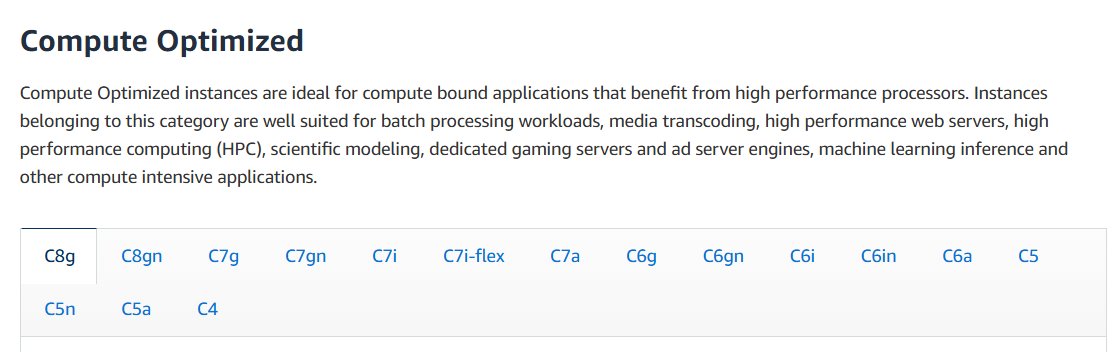 Compute Optimized
Compute Optimized instances are ideal for compute bound applications that benefit from high performance processors. Instances
belonging to this category are well suited for batch processing workloads, media transcoding, high performance web servers, high
performance computing (HPC), scientific modeling, dedicated gaming servers and ad server engines, machine learning inference and
other compute intensive applications.
C8g C8gn C7g C7gn C7i C7i-flex C7a C6g C6gn C6i C6in C6a C5
C5n C5a C4